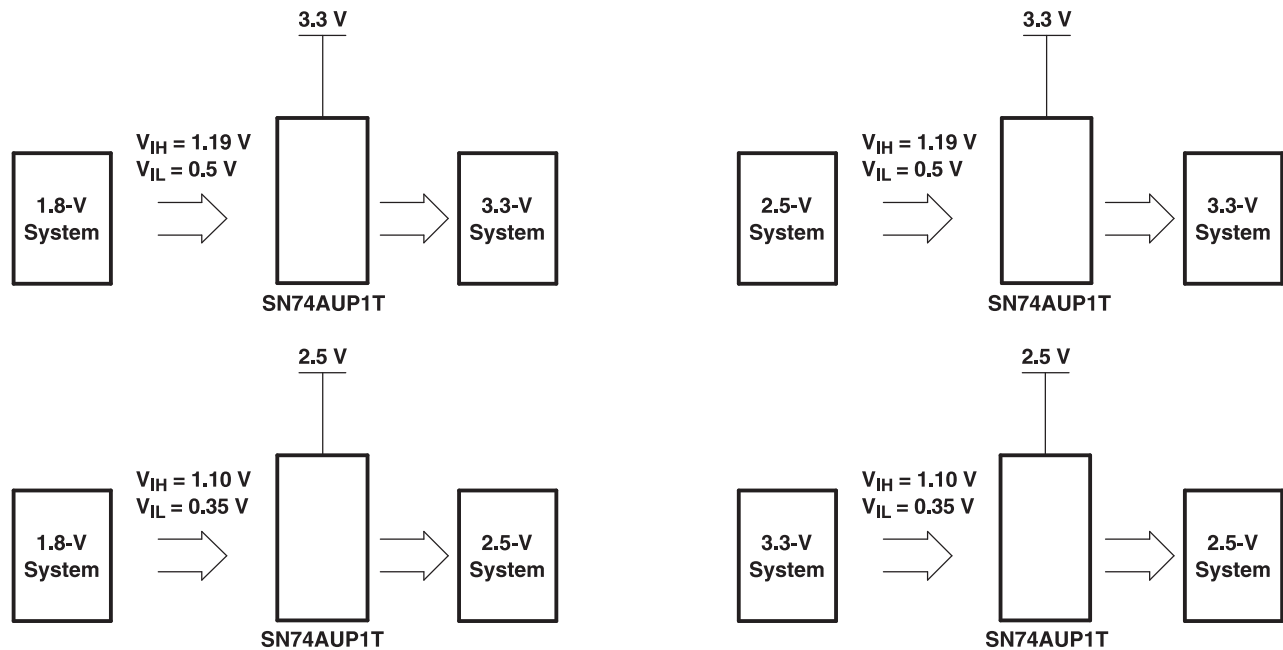 3.3 V
V_IH = 1.19 V
V_IL = 0.5 V
1.8-V
System
3.3-V
System
SN74AUP1T
3.3 V
V_IH = 1.19 V
V_IL = 0.5 V
2.5-V
System
3.3-V
System
SN74AUP1T
2.5 V
V_IH = 1.10 V
V_IL = 0.35 V
1.8-V
System
2.5-V
System
SN74AUP1T
2.5 V
V_IH = 1.10 V
V_IL = 0.35 V
3.3-V
System
2.5-V
System
SN74AUP1T